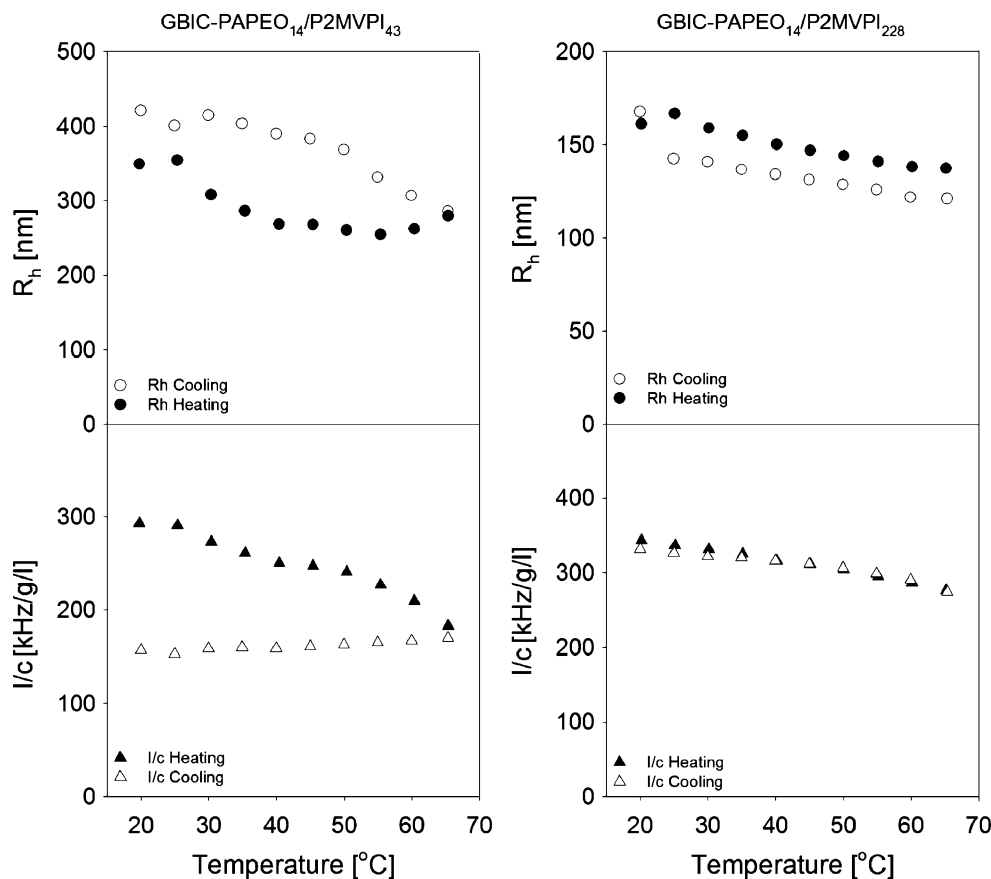 GBIC-PAPEO14/P2MVPI43
500
400
300
200
100
0
Rh [nm]
Rh Cooling
Rh Heating
300
200
100
0
I/c [kHz/g/l]
I/c Heating
I/c Cooling
20 30 40 50 60 70
Temperature [°C]
GBIC-PAPEO14/P2MVPI228
200
150
100
50
0
Rh [nm]
Rh Cooling
Rh Heating
400
300
200
100
0
I/c [kHz/g/l]
I/c Heating
I/c Cooling
20 30 40 50 60 70
Temperature [°C]